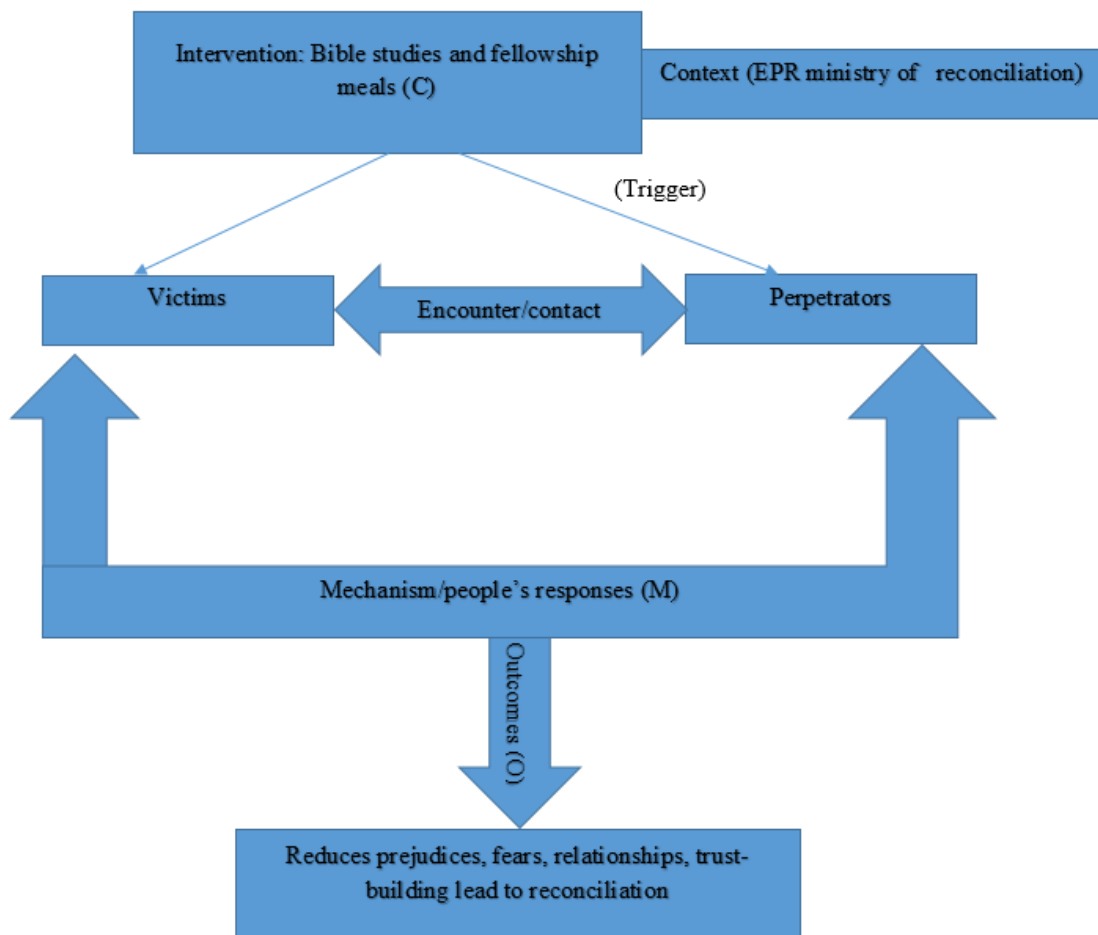 Intervention: Bible studies and fellowship
meals (C)
Context (EPR ministry of reconciliation)
(Trigger)
Victims
Encounter/contact
Perpetrators
Mechanism/people’s responses (M)
Outcomes (O)
Reduces prejudices, fears, relationships, trust-
building lead to reconciliation